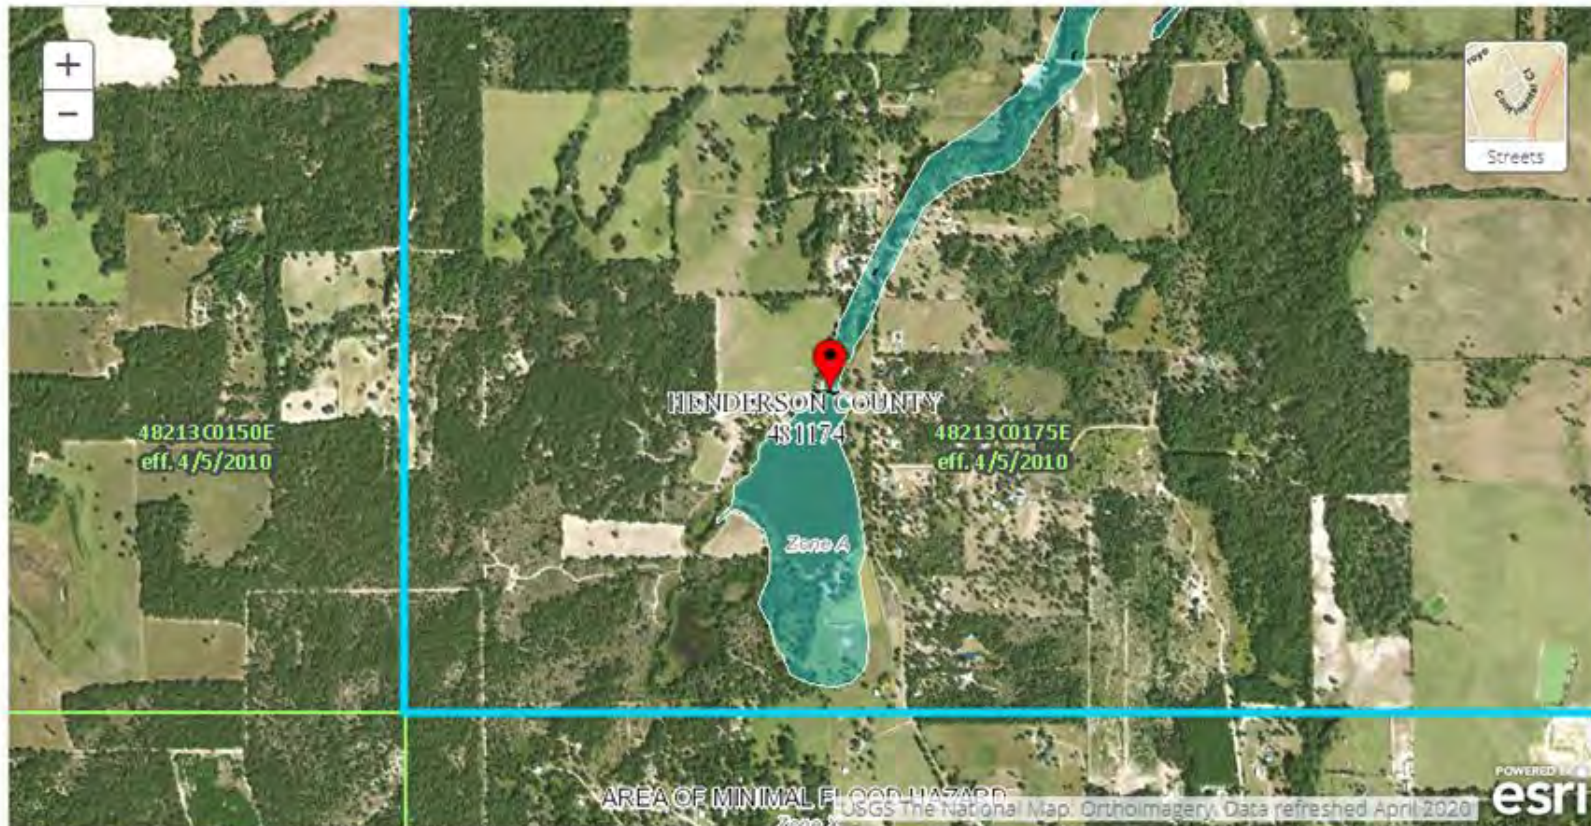 +
−
Streets
HENDERSON COUNTY
481174
48213C0150E
eff. 4/5/2010
48213C0175E
eff. 4/5/2010
Zone A
AREA OF MINIMAL FLOOD HAZARD
Zone X
USGS The National Map: Orthoimagery. Data refreshed April 2020
POWERED BY
esri